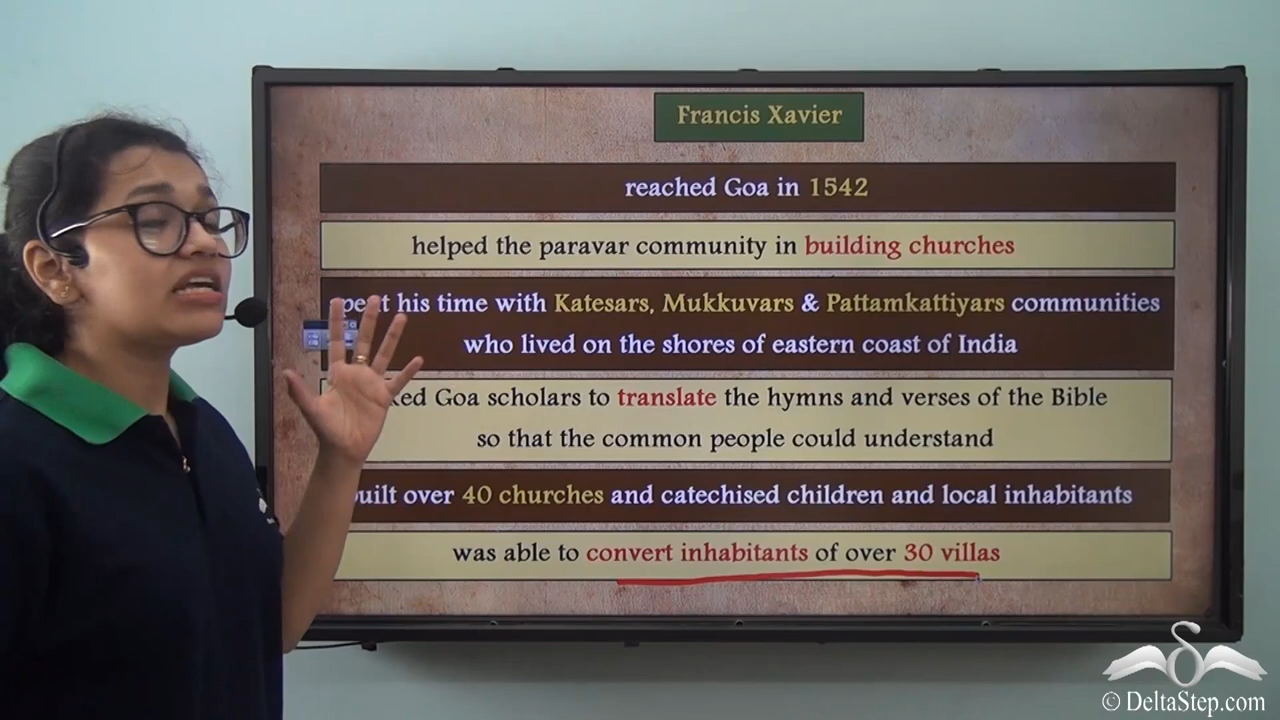 Francis Xavier
reached Goa in 1542
helped the paravar community in building churches
his time with Katesars, Mukkuvars & Pattamkattiyars communities
who lived on the shores of eastern coast of India
Goa scholars to translate the hymns and verses of the Bible
so that the common people could understand
built over 40 churches and catechised children and local inhabitants
was able to convert inhabitants of over 30 villas
© DeltaStep.com